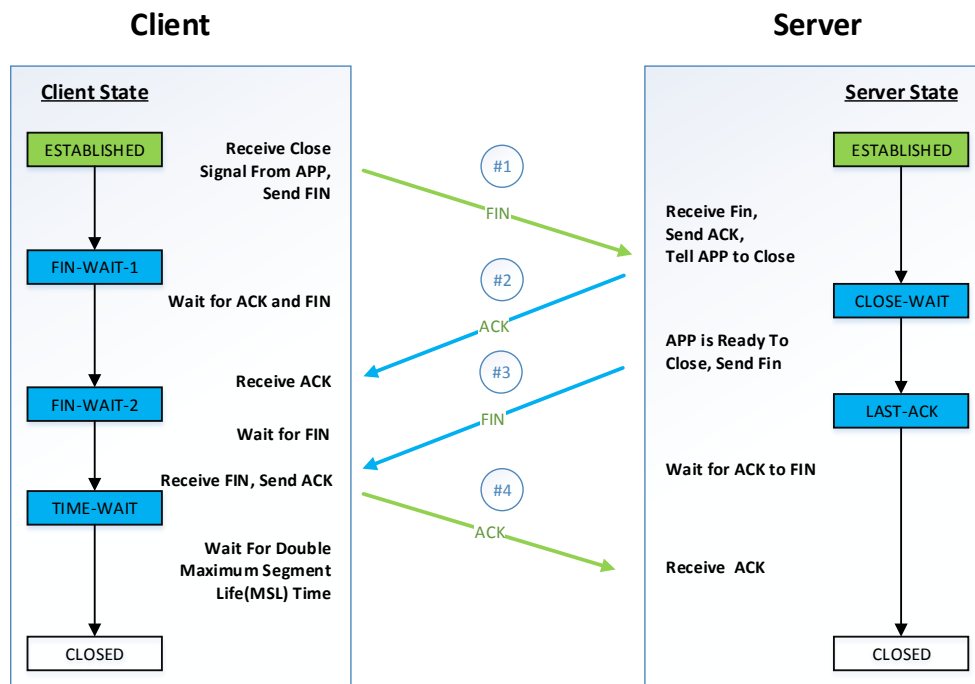 Client
Server
Client State
Server State
ESTABLISHED
ESTABLISHED
Receive Close
Signal From APP,
Send FIN
#1
FIN
Receive Fin,
Send ACK,
Tell APP to Close
FIN-WAIT-1
#2
CLOSE-WAIT
Wait for ACK and FIN
ACK
APP is Ready To
Close, Send Fin
#3
Receive ACK
FIN-WAIT-2
LAST-ACK
FIN
Wait for FIN
Wait for ACK to FIN
Receive FIN, Send ACK
#4
TIME-WAIT
ACK
Wait For Double
Maximum Segment
Life(MSL) Time
Receive ACK
CLOSED
CLOSED